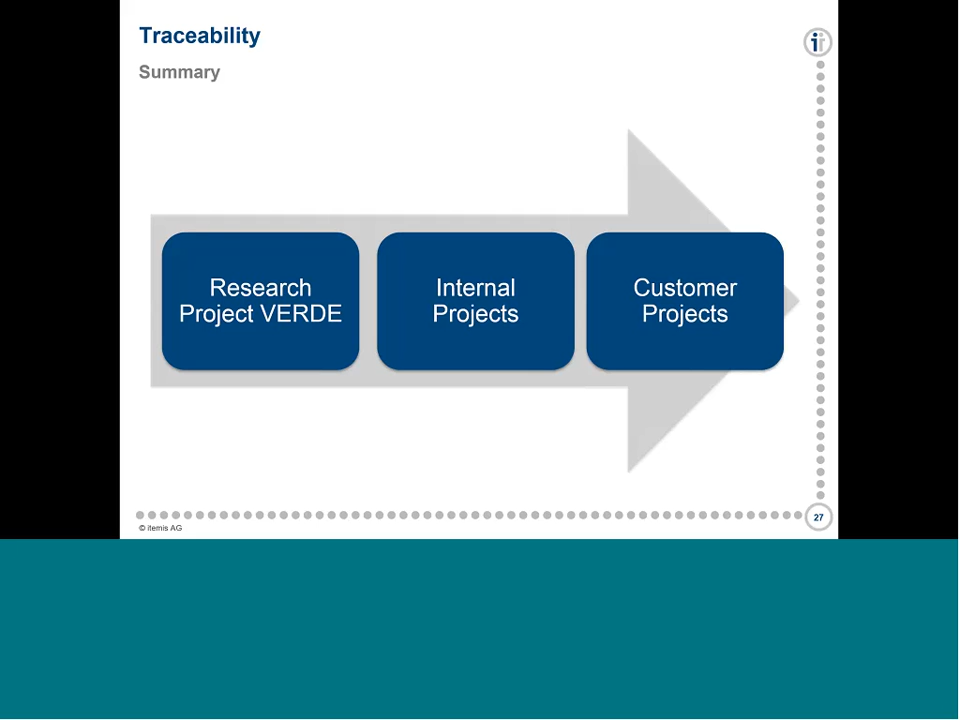 Traceability
Summary
Research
Project VERDE
Internal
Projects
Customer
Projects
© itemis AG
27